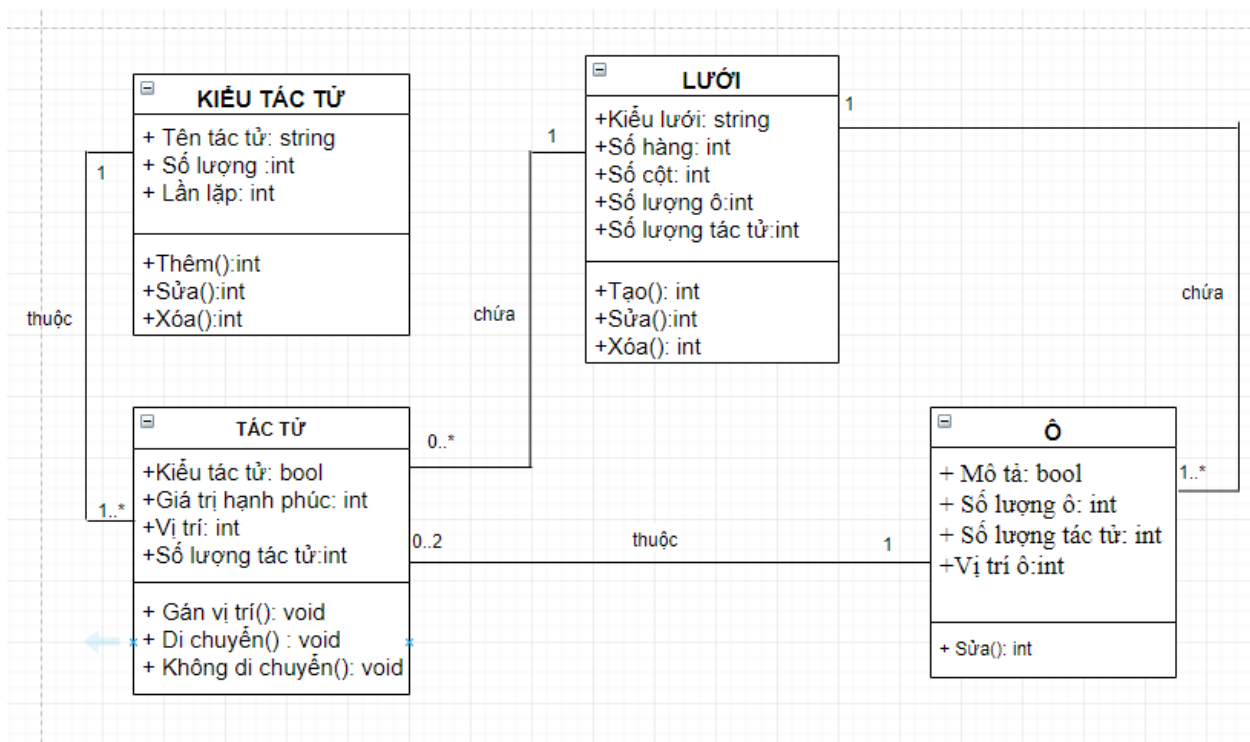 KIỂU TÁC TỬ
+ Tên tác tử: string
+ Số lượng :int
+ Lần lặp: int
+Thêm():int
+Sửa():int
+Xóa():int
LƯỚI
+Kiểu lưới: string
+Số hàng: int
+Số cột: int
+Số lượng ô:int
+Số lượng tác tử:int
+Tạo(): int
+Sửa():int
+Xóa(): int
1
1
1
thuộc
chứa
chứa
TÁC TỬ
+Kiểu tác tử: bool
+Giá trị hạnh phúc: int
+Vị trí: int
+Số lượng tác tử:int
+ Gán vị trí(): void
+ Di chuyển() : void
+ Không di chuyển(): void
1..*
0..*
0..2
thuộc
1
Ô
+ Mô tả: bool
+ Số lượng ô: int
+ Số lượng tác tử: int
+Vị trí ô:int
+ Sửa(): int
1..*